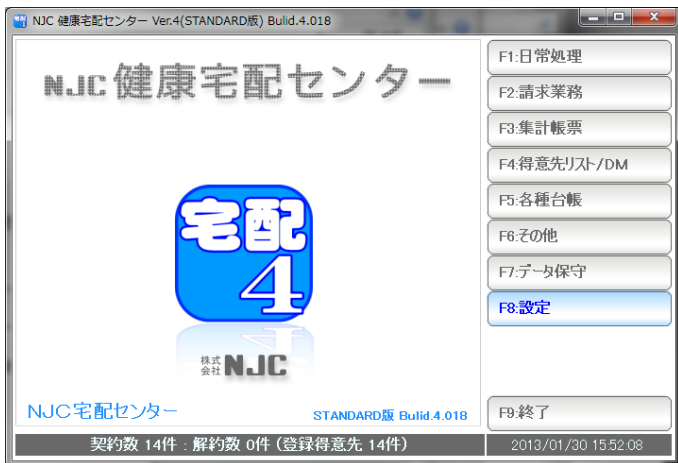 NJC 健康宅配センター Ver.4(STANDARD版) Bulid.4.018
NJC 健康宅配センター
宅配
4
株式
会社 NJC
NJC宅配センター
STANDARD版 Bulid.4.018
F1:日常処理
F2:請求業務
F3:集計帳票
F4:得意先リスト/DM
F5:各種台帳
F6:その他
F7:データ保守
F8:設定
F9:終了
契約数 14件 : 解約数 0件 (登録得意先 14件)
2013/01/30 15:52:08